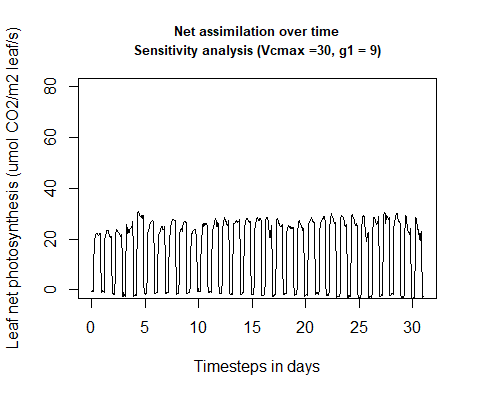 Net assimilation over time
Sensitivity analysis (Vcmax =30, g1 = 9)
Leaf net photosynthesis (umol CO2/m2 leaf/s)
80
60
40
20
0
0 5 10 15 20 25 30
Timesteps in days